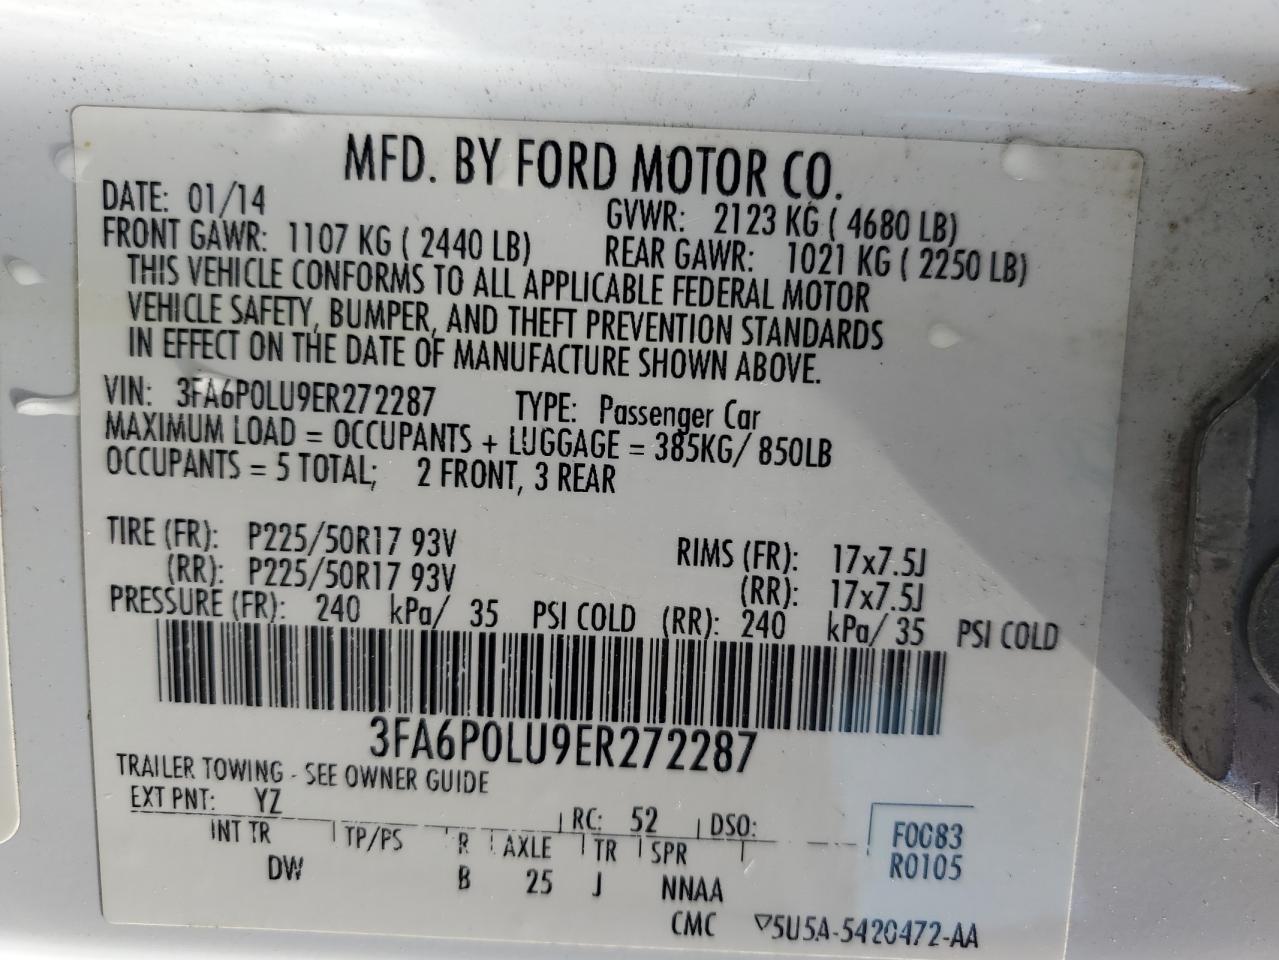 MFD. BY FORD MOTOR CO.
DATE: 01/14 GVWR: 2123 KG ( 4680 LB)
FRONT GAWR: 1107 KG ( 2440 LB) REAR GAWR: 1021 KG ( 2250 LB)
THIS VEHICLE CONFORMS TO ALL APPLICABLE FEDERAL MOTOR
VEHICLE SAFETY, BUMPER, AND THEFT PREVENTION STANDARDS
IN EFFECT ON THE DATE OF MANUFACTURE SHOWN ABOVE.
VIN: 3FA6P0LU9ER272287 TYPE: Passenger Car
MAXIMUM LOAD = OCCUPANTS + LUGGAGE = 385KG/ 850LB
OCCUPANTS = 5 TOTAL; 2 FRONT, 3 REAR
TIRE (FR): P225/50R17 93V RIMS (FR): 17x7.5J
(RR): P225/50R17 93V (RR): 17x7.5J
PRESSURE (FR): 240 kPa/ 35 PSI COLD (RR): 240 kPa/ 35 PSI COLD
3FA6P0LU9ER272287
TRAILER TOWING - SEE OWNER GUIDE
EXT PNT: YZ RC: 52 DSO:
INT TR TP/PS R AXLE TR SPR
DW B 25 J NNAA
F0083
R0105
CMC ▽5U5A-5420472-AA